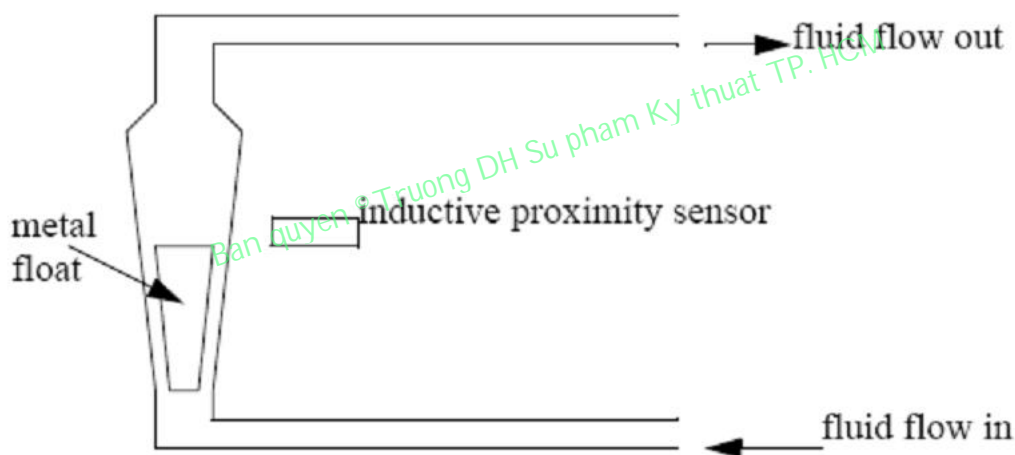 fluid flow out
Ban quyen © Truong DH Su pham Ky thuat TP. HCM
inductive proximity sensor
metal
float
fluid flow in